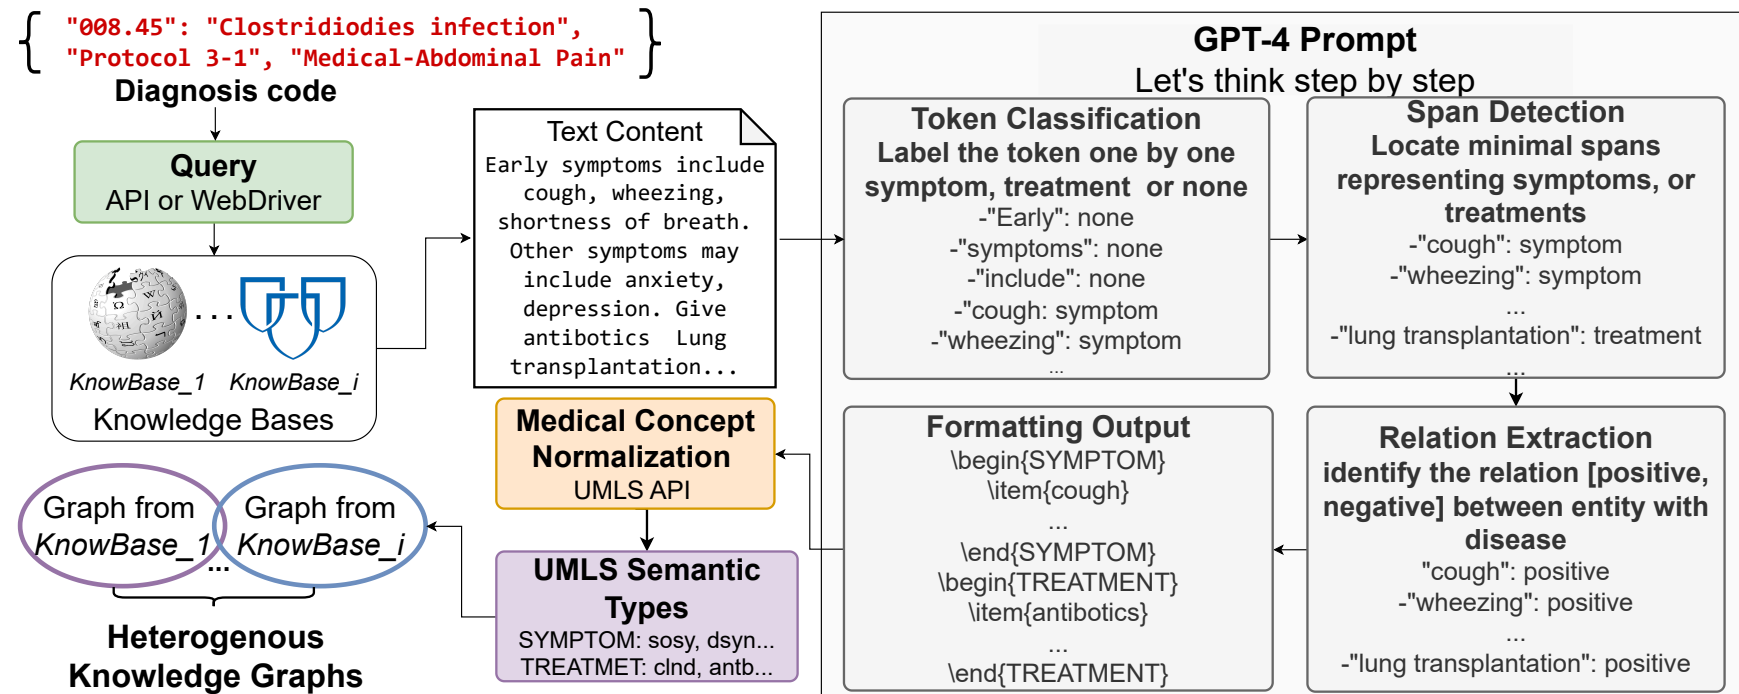 "008.45": "Clostridiodies infection",
"Protocol 3-1", "Medical-Abdominal Pain"
Diagnosis code
Query
API or WebDriver
KnowBase_1
...
KnowBase_i
Knowledge Bases
Text Content
Early symptoms include
cough, wheezing,
shortness of breath.
Other symptoms may
include anxiety,
depression. Give
antibotics Lung
transplantation...
GPT-4 Prompt
Let's think step by step
Token Classification
Label the token one by one
symptom, treatment or none
-"Early": none
-"symptoms": none
-"include": none
-"cough: symptom
-"wheezing": symptom
...
Span Detection
Locate minimal spans
representing symptoms, or
treatments
-"cough": symptom
-"wheezing": symptom
...
-"lung transplantation": treatment
...
Relation Extraction
identify the relation [positive,
negative] between entity with
disease
"cough": positive
-"wheezing": positive
...
-"lung transplantation": positive
Formatting Output
\begin{SYMPTOM}
\item{cough}
...
\end{SYMPTOM}
\begin{TREATMENT}
\item{antibotics}
...
\end{TREATMENT}
Medical Concept
Normalization
UMLS API
UMLS Semantic
Types
SYMPTOM: sosy, dsyn...
TREATMET: clnd, antb...
Graph from
KnowBase_1
...
Graph from
KnowBase_i
Heterogenous
Knowledge Graphs